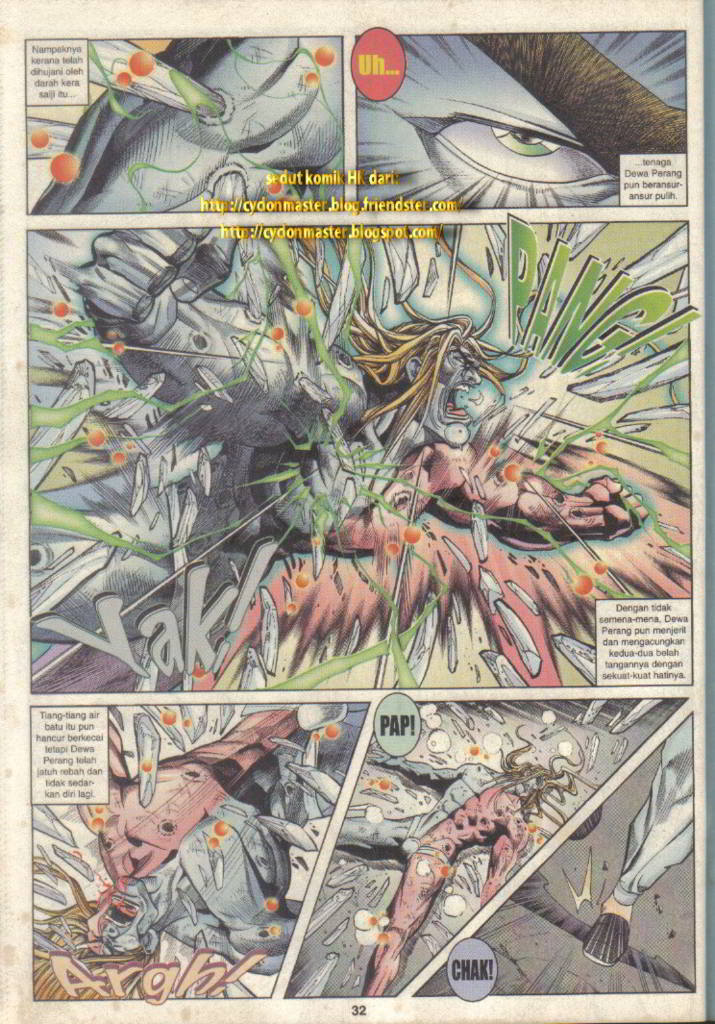 Nampaknya
kerana telah
dihujani oleh
darah kera
salji itu...
Uh...
...tenaga
Dewa Perang
pun beransur-
ansur pulih.
sedut komik HK dari:
http://cydonmaster.blog.friendster.com/
http://cydonmaster.blogspot.com/
PANG!
Yak!
Dengan tidak
semena-mena, Dewa
Perang pun menjerit
dan mengacungkan
kedua-dua belah
tangannya dengan
sekuat-kuat hatinya.
Tiang-tiang air
batu itu pun
hancur berkecai
tetapi Dewa
Perang telah
jatuh rebah dan
tidak sedar-
kan diri lagi.
PAP!
Argh!
CHAK!
32